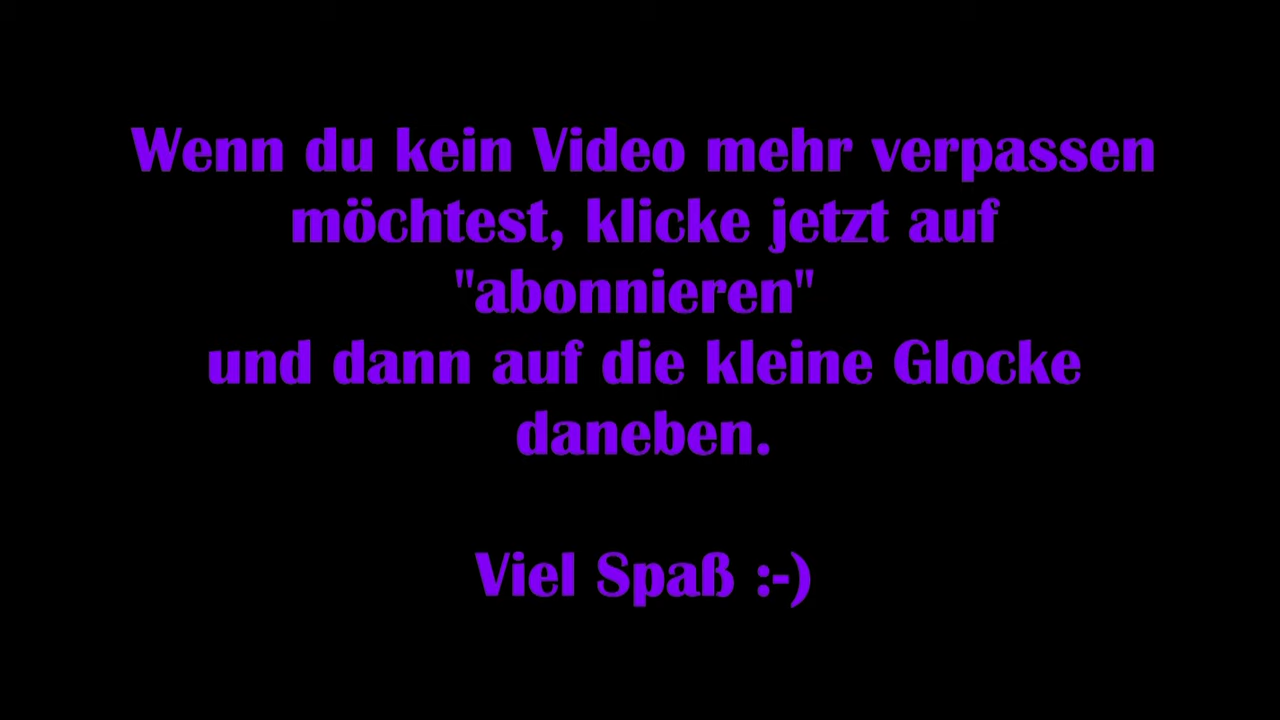 Wenn du kein Video mehr verpassen
möchtest, klicke jetzt auf
"abonnieren"
und dann auf die kleine Glocke
daneben.
Viel Spaß :-)